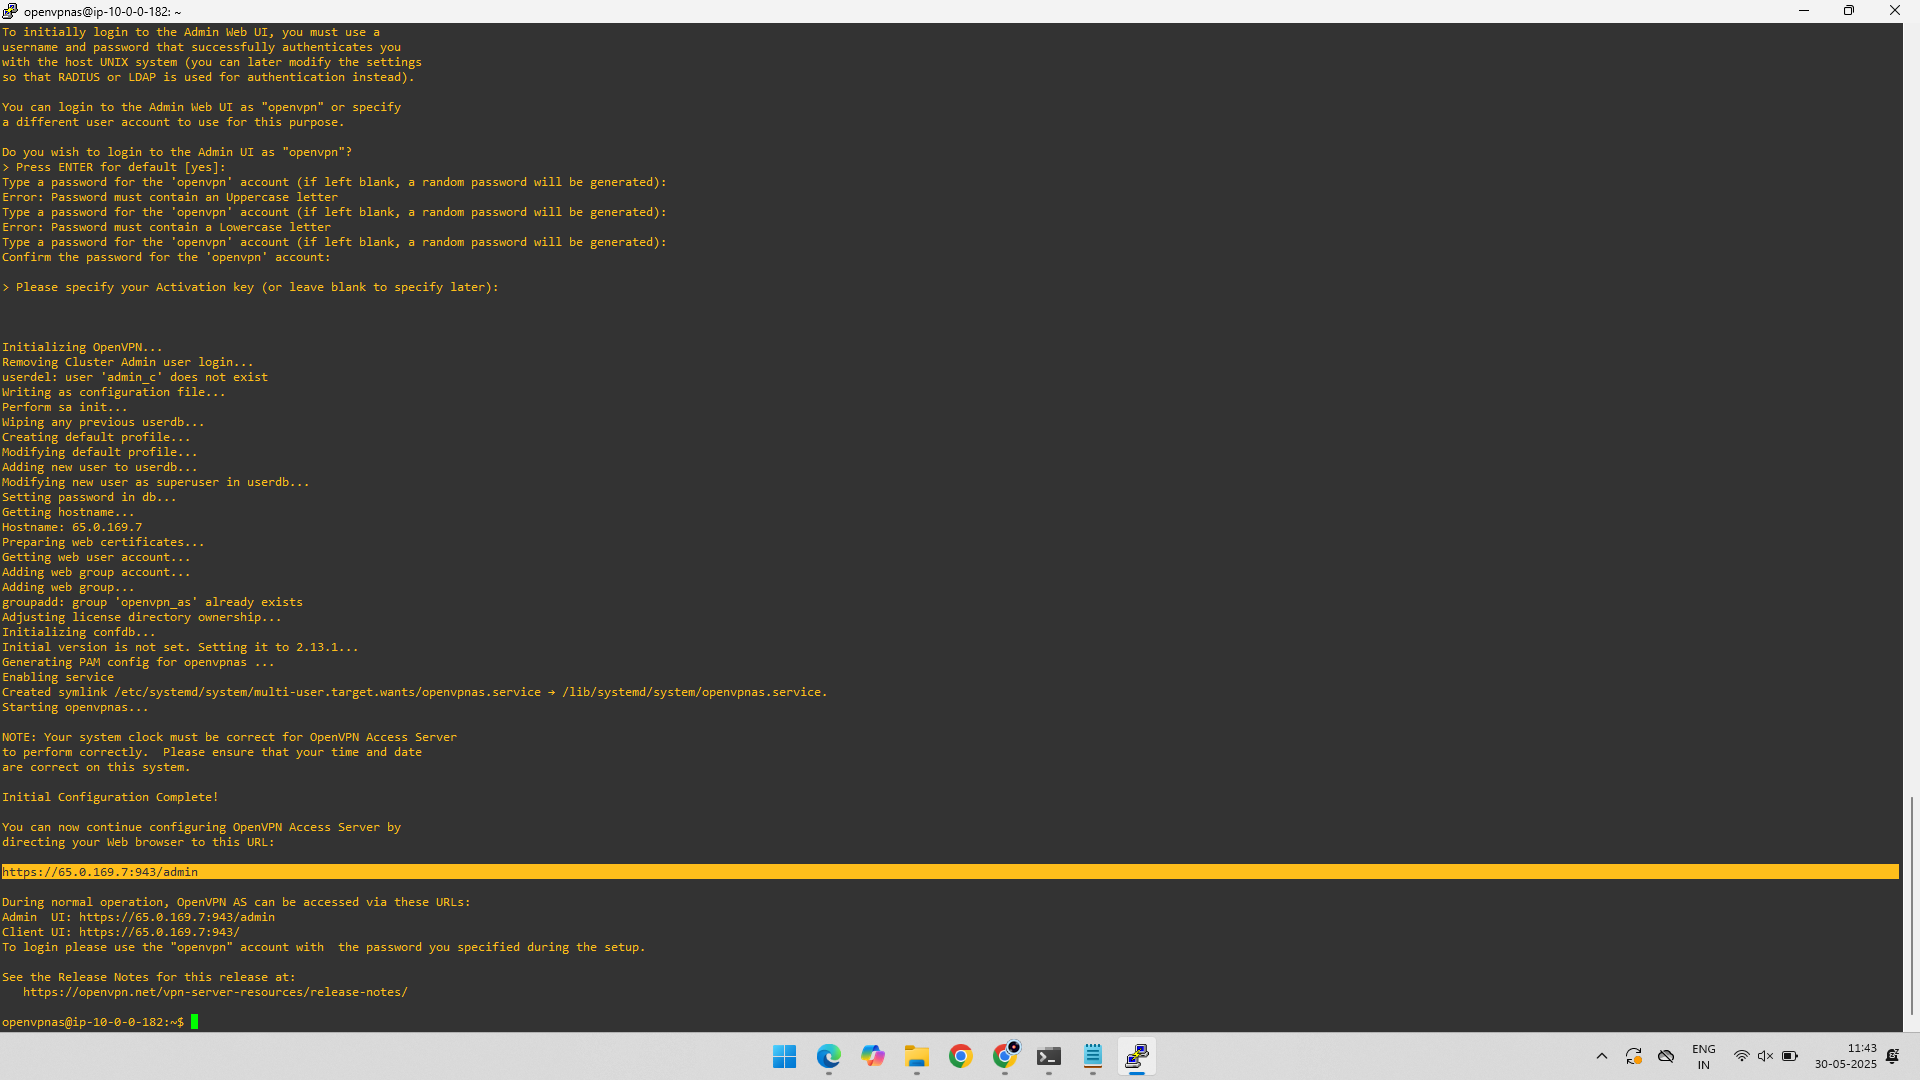 openvpnas@ip-10-0-0-182: ~
To initially login to the Admin Web UI, you must use a
username and password that successfully authenticates you
with the host UNIX system (you can later modify the settings
so that RADIUS or LDAP is used for authentication instead).
You can login to the Admin Web UI as "openvpn" or specify
a different user account to use for this purpose.
Do you wish to login to the Admin UI as "openvpn"?
> Press ENTER for default [yes]:
Type a password for the 'openvpn' account (if left blank, a random password will be generated):
Error: Password must contain an Uppercase letter
Type a password for the 'openvpn' account (if left blank, a random password will be generated):
Error: Password must contain a Lowercase letter
Type a password for the 'openvpn' account (if left blank, a random password will be generated):
Confirm the password for the 'openvpn' account:
> Please specify your Activation key (or leave blank to specify later):
Initializing OpenVPN...
Removing Cluster Admin user login...
userdel: user 'admin_c' does not exist
Writing as configuration file...
Perform sa init...
Wiping any previous userdb...
Creating default profile...
Modifying default profile...
Adding new user to userdb...
Modifying new user as superuser in userdb...
Setting password in db...
Getting hostname...
Hostname: 65.0.169.7
Preparing web certificates...
Getting web user account...
Adding web group account...
Adding web group...
groupadd: group 'openvpn_as' already exists
Adjusting license directory ownership...
Initializing confdb...
Initial version is not set. Setting it to 2.13.1...
Generating PAM config for openvpnas ...
Enabling service
Created symlink /etc/systemd/system/multi-user.target.wants/openvpnas.service → /lib/systemd/system/openvpnas.service.
Starting openvpnas...
NOTE: Your system clock must be correct for OpenVPN Access Server
to perform correctly.  Please ensure that your time and date
are correct on this system.
Initial Configuration Complete!
You can now continue configuring OpenVPN Access Server by
directing your Web browser to this URL:
https://65.0.169.7:943/admin
During normal operation, OpenVPN AS can be accessed via these URLs:
Admin  UI: https://65.0.169.7:943/admin
Client UI: https://65.0.169.7:943/
To login please use the "openvpn" account with  the password you specified during the setup.
See the Release Notes for this release at:
https://openvpn.net/vpn-server-resources/release-notes/
openvpnas@ip-10-0-0-182:~$
ENG
IN
11:43
30-05-2025